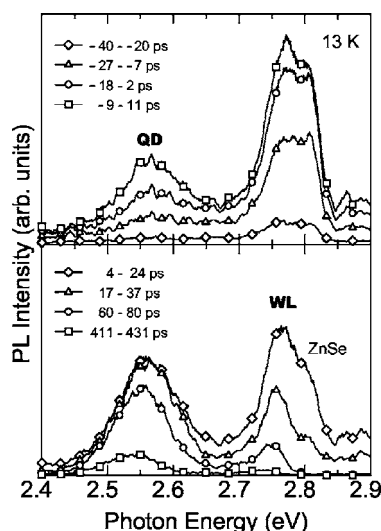 13 K
-40 - -20 ps
-27 - -7 ps
-18 - 2 ps
-9 - 11 ps
QD
PL Intensity (arb. units)
4 - 24 ps
17 - 37 ps
60 - 80 ps
411 - 431 ps
WL
ZnSe
2.4 2.5 2.6 2.7 2.8 2.9
Photon Energy (eV)